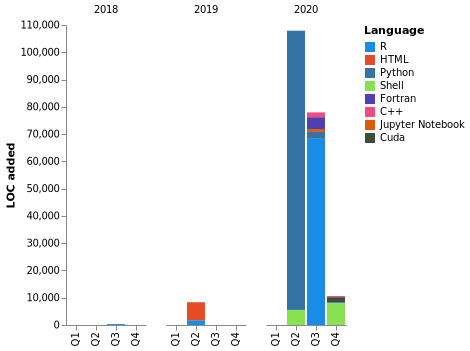 2018 2019 2020
Language
R
HTML
Python
Shell
Fortran
C++
Jupyter Notebook
Cuda
LOC added
110,000
100,000
90,000
80,000
70,000
60,000
50,000
40,000
30,000
20,000
10,000
0
Q1 Q2 Q3 Q4 Q1 Q2 Q3 Q4 Q1 Q2 Q3 Q4